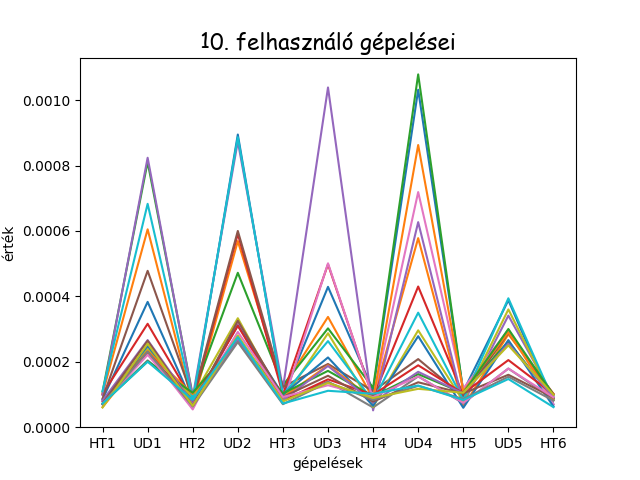 10. felhasználó gépelései
érték
0.0010
0.0008
0.0006
0.0004
0.0002
0.0000
HT1 UD1 HT2 UD2 HT3 UD3 HT4 UD4 HT5 UD5 HT6
gépelések